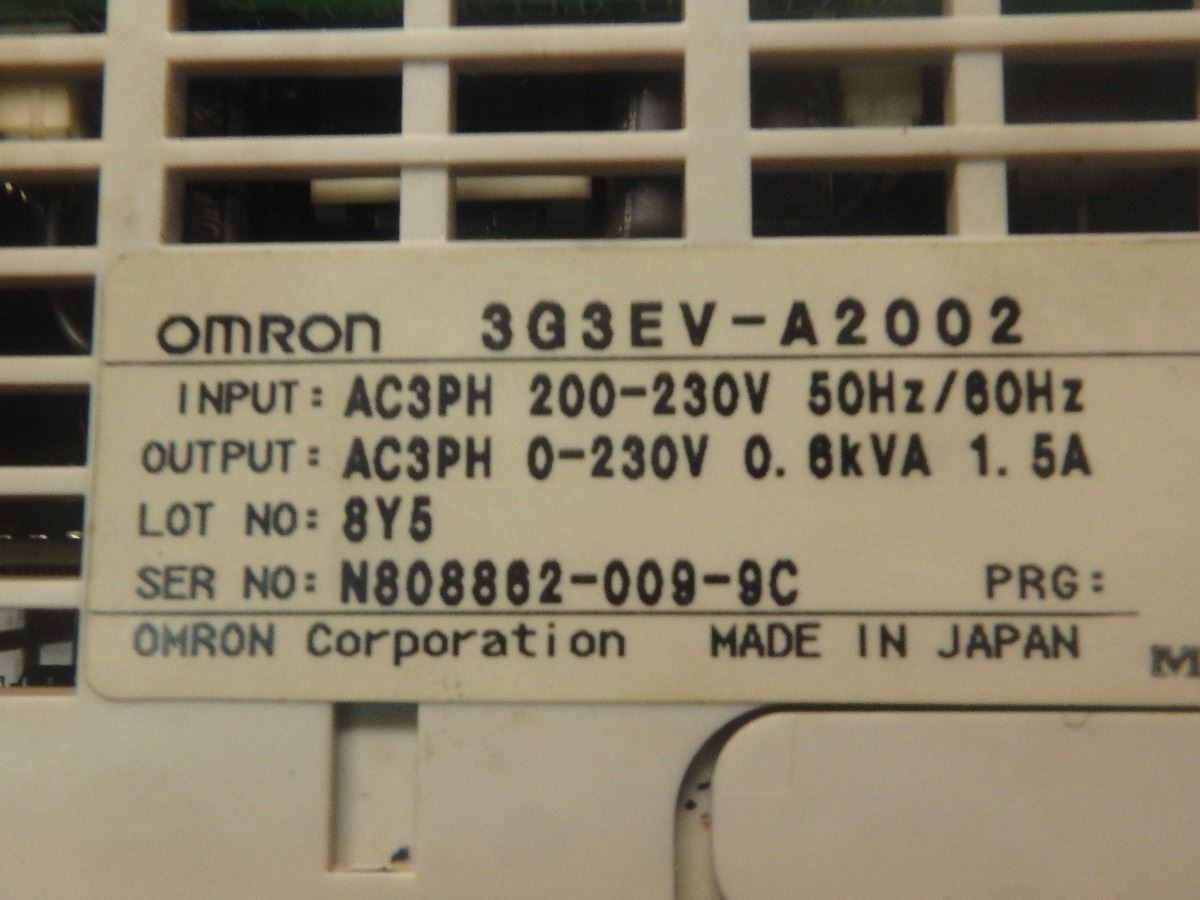 OMRON 3G3EV-A2002
INPUT: AC3PH 200-230V 50Hz/60Hz
OUTPUT: AC3PH 0-230V 0.6kVA 1.5A
LOT NO: 8Y5
SER NO: N808862-009-9C PRG:
OMRON Corporation MADE IN JAPAN M